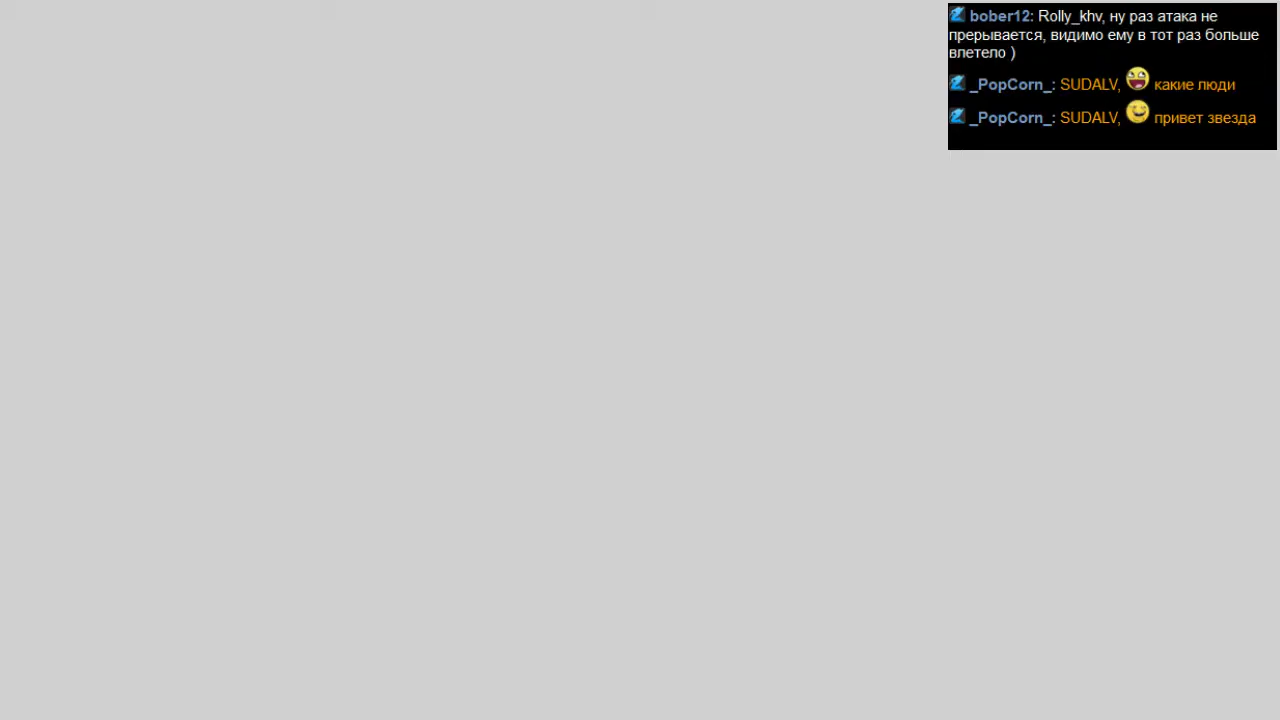 bober12: Rolly_khv, ну раз атака не
прерывается, видимо ему в тот раз больше
влетело )
_PopCorn_: SUDALV, какие люди
_PopCorn_: SUDALV, привет звезда